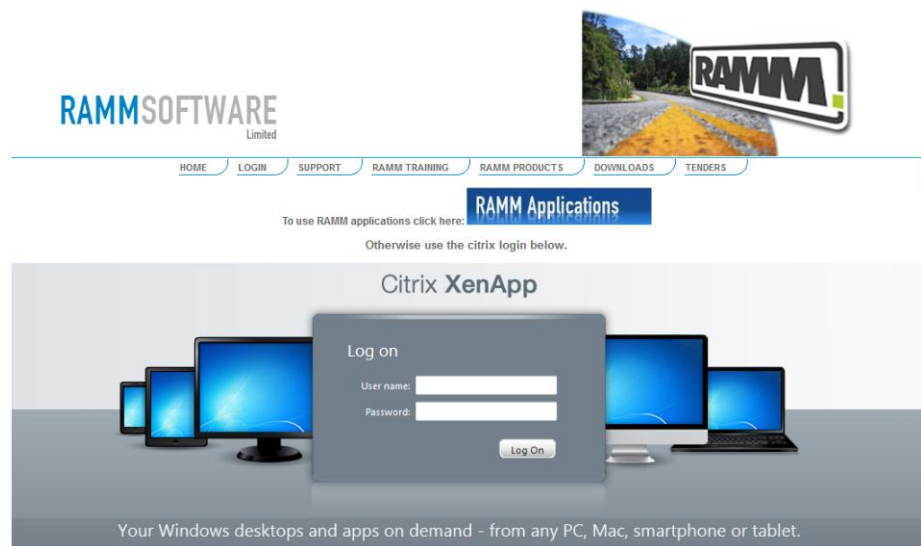 RAMM
RAMMSOFTWARE
Limited
HOME LOGIN SUPPORT RAMM TRAINING RAMM PRODUCTS DOWNLOADS TENDERS
To use RAMM applications click here: RAMM Applications
Otherwise use the citrix login below.
Citrix XenApp
Log on
User name:
Password:
Log On
Your Windows desktops and apps on demand - from any PC, Mac, smartphone or tablet.